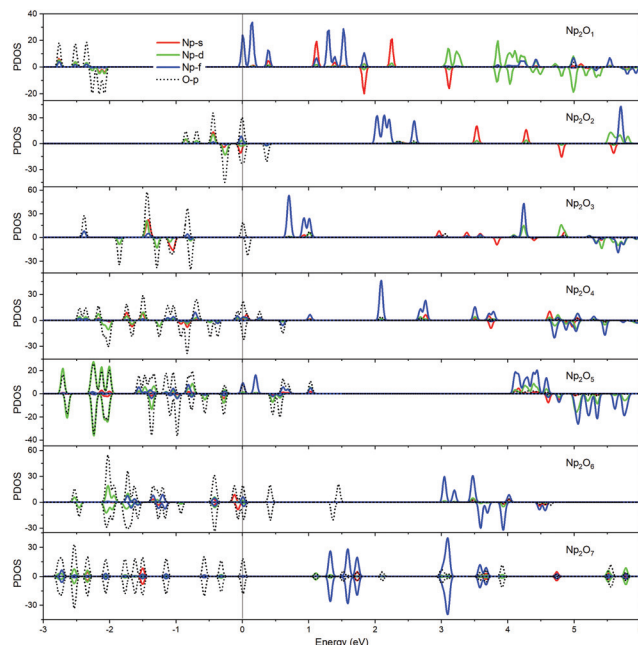 40
20
0
-20
PDOS
Np-s
Np-d
Np-f
O-p
Np₂O₁
30
0
-30
PDOS
Np₂O₂
60
30
0
-30
PDOS
Np₂O₃
30
0
-30
PDOS
Np₂O₄
20
0
-20
-40
PDOS
Np₂O₅
60
30
0
-30
PDOS
Np₂O₆
30
0
-30
PDOS
Np₂O₇
-3 -2 -1 0 1 2 3 4 5
Energy (eV)